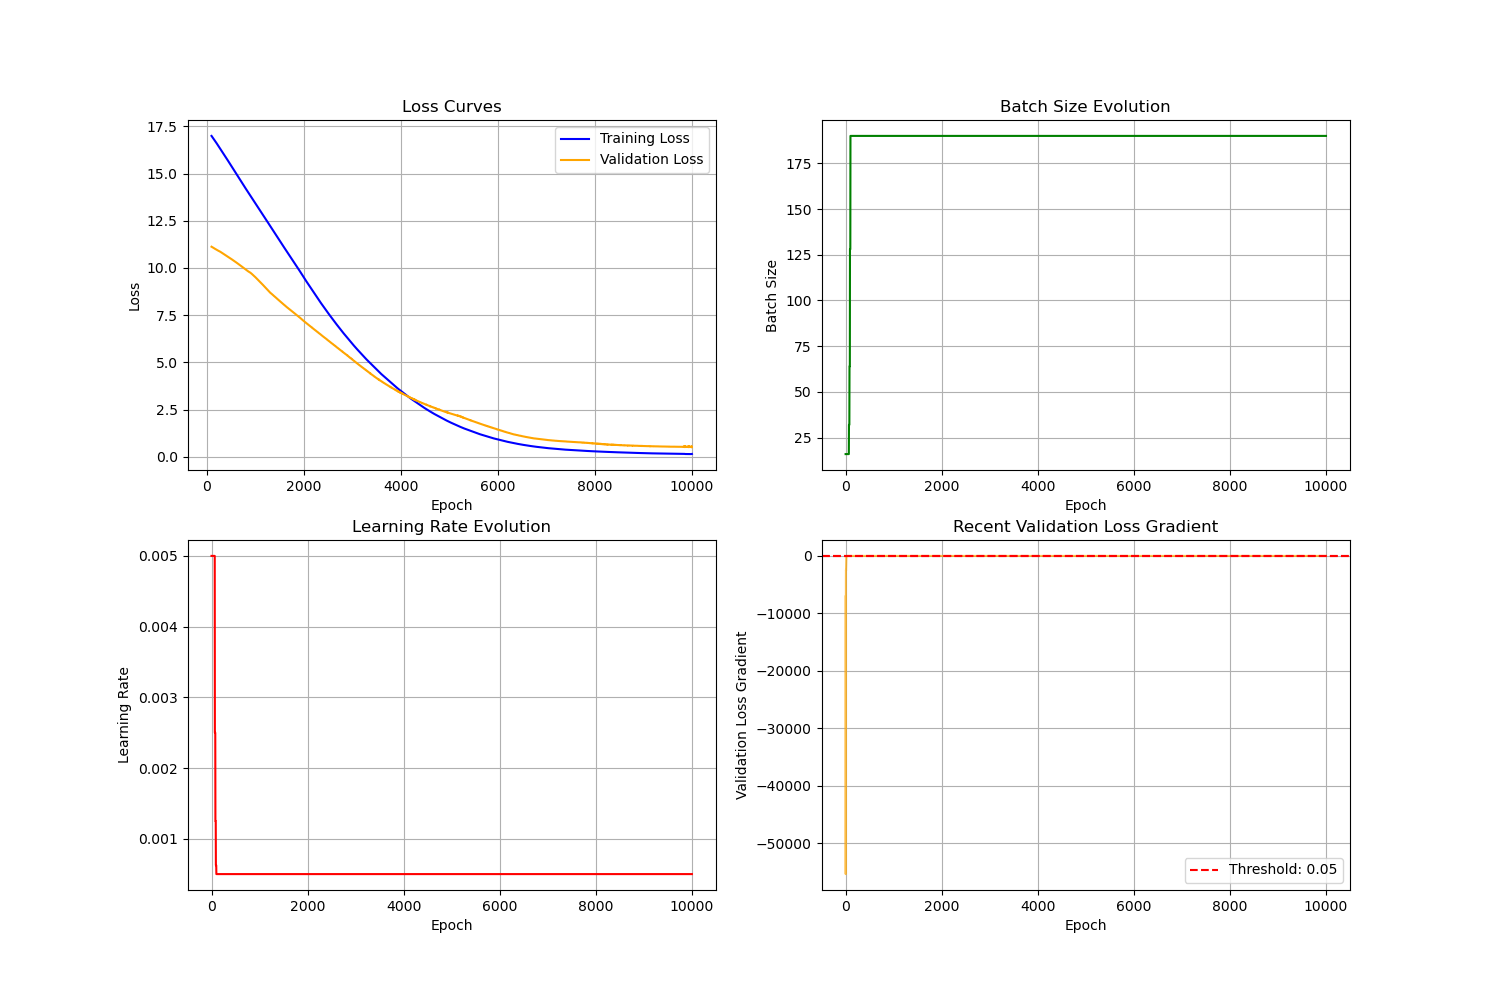 Loss Curves
17.5
15.0
12.5
10.0
7.5
5.0
2.5
0.0
Loss
Training Loss
Validation Loss
0 2000 4000 6000 8000 10000
Epoch
Batch Size Evolution
175
150
125
100
75
50
25
Batch Size
0 2000 4000 6000 8000 10000
Epoch
Learning Rate Evolution
0.005
0.004
0.003
0.002
0.001
Learning Rate
0 2000 4000 6000 8000 10000
Epoch
Recent Validation Loss Gradient
0
−10000
−20000
−30000
−40000
−50000
Validation Loss Gradient
Threshold: 0.05
0 2000 4000 6000 8000 10000
Epoch